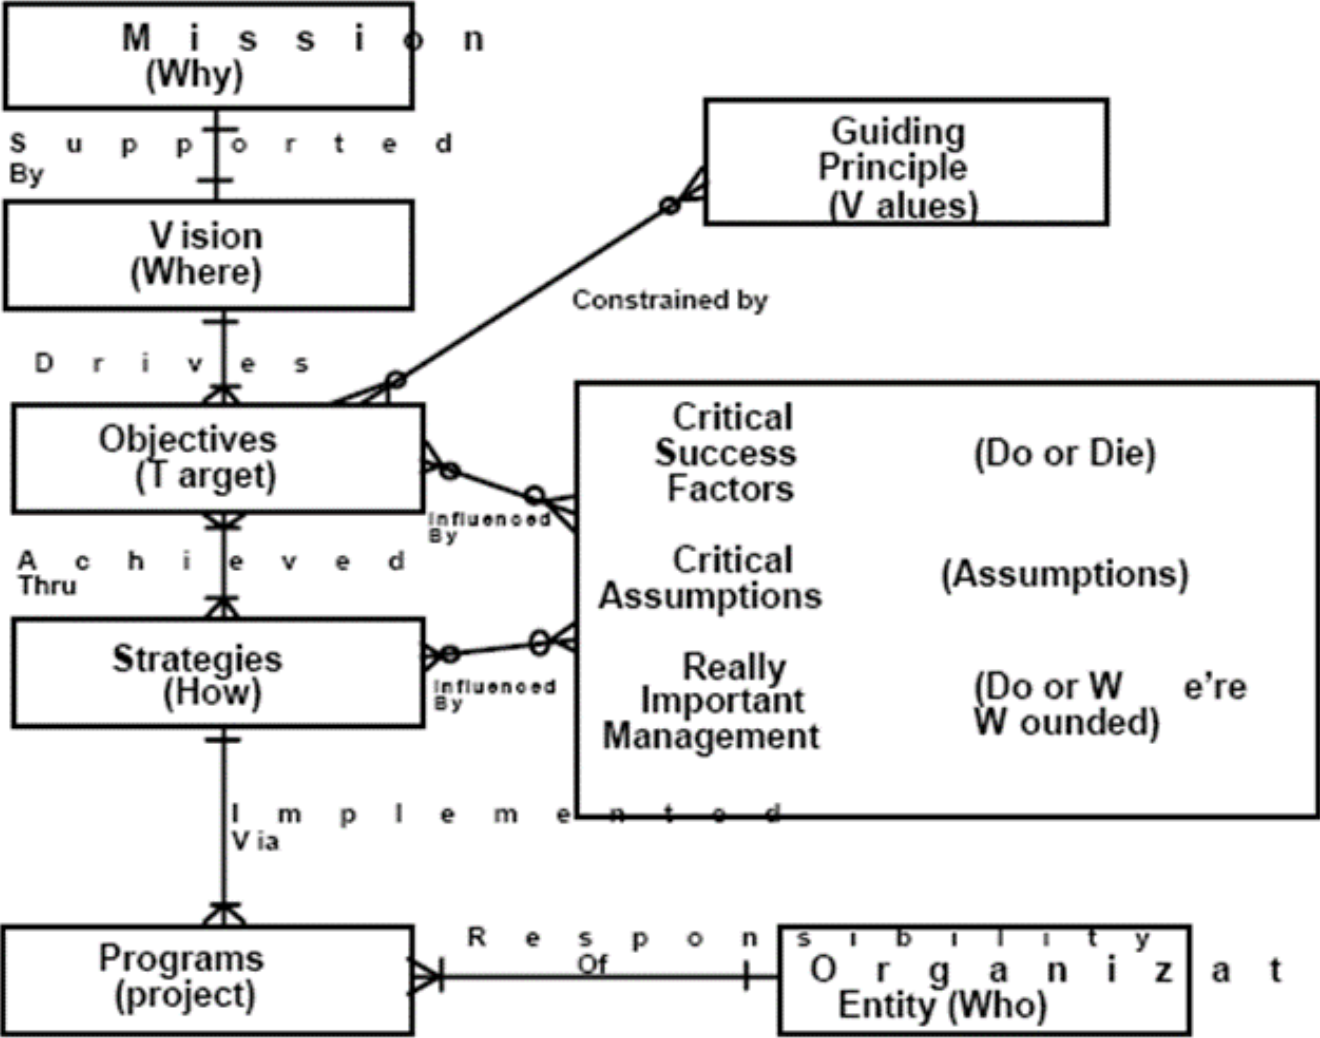 Mission
(Why)
Supported
By
Vision
(Where)
Guiding
Principle
(Values)
Constrained by
Drives
Objectives
(Target)
Influenced
By
Critical
Success
Factors
(Do or Die)
Critical
Assumptions
(Assumptions)
Really
Important
Management
(Do or We're
Wounded)
Achieved
Thru
Strategies
(How)
Influenced
By
Implemented
Via
Programs
(project)
Responsibility
Of
Organizat
Entity (Who)